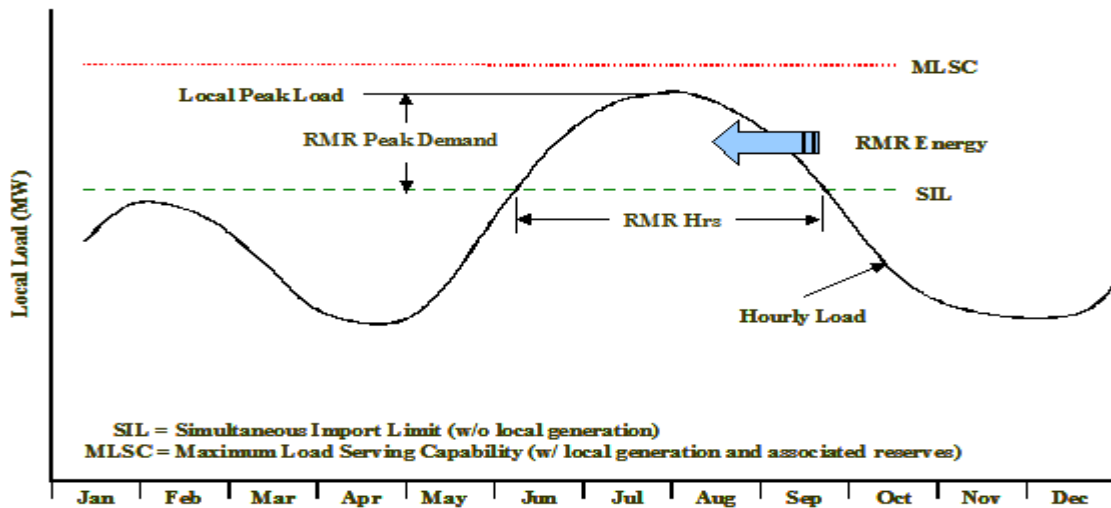 MLSC
Local Peak Load
RMR Peak Demand
RMR Energy
SIL
RMR Hrs
Local Load (MW)
Hourly Load
SIL = Simultaneous Import Limit (w/o local generation)
MLSC = Maximum Load Serving Capability (w/ local generation and associated reserves)
Jan Feb Mar Apr May Jun Jul Aug Sep Oct Nov Dec